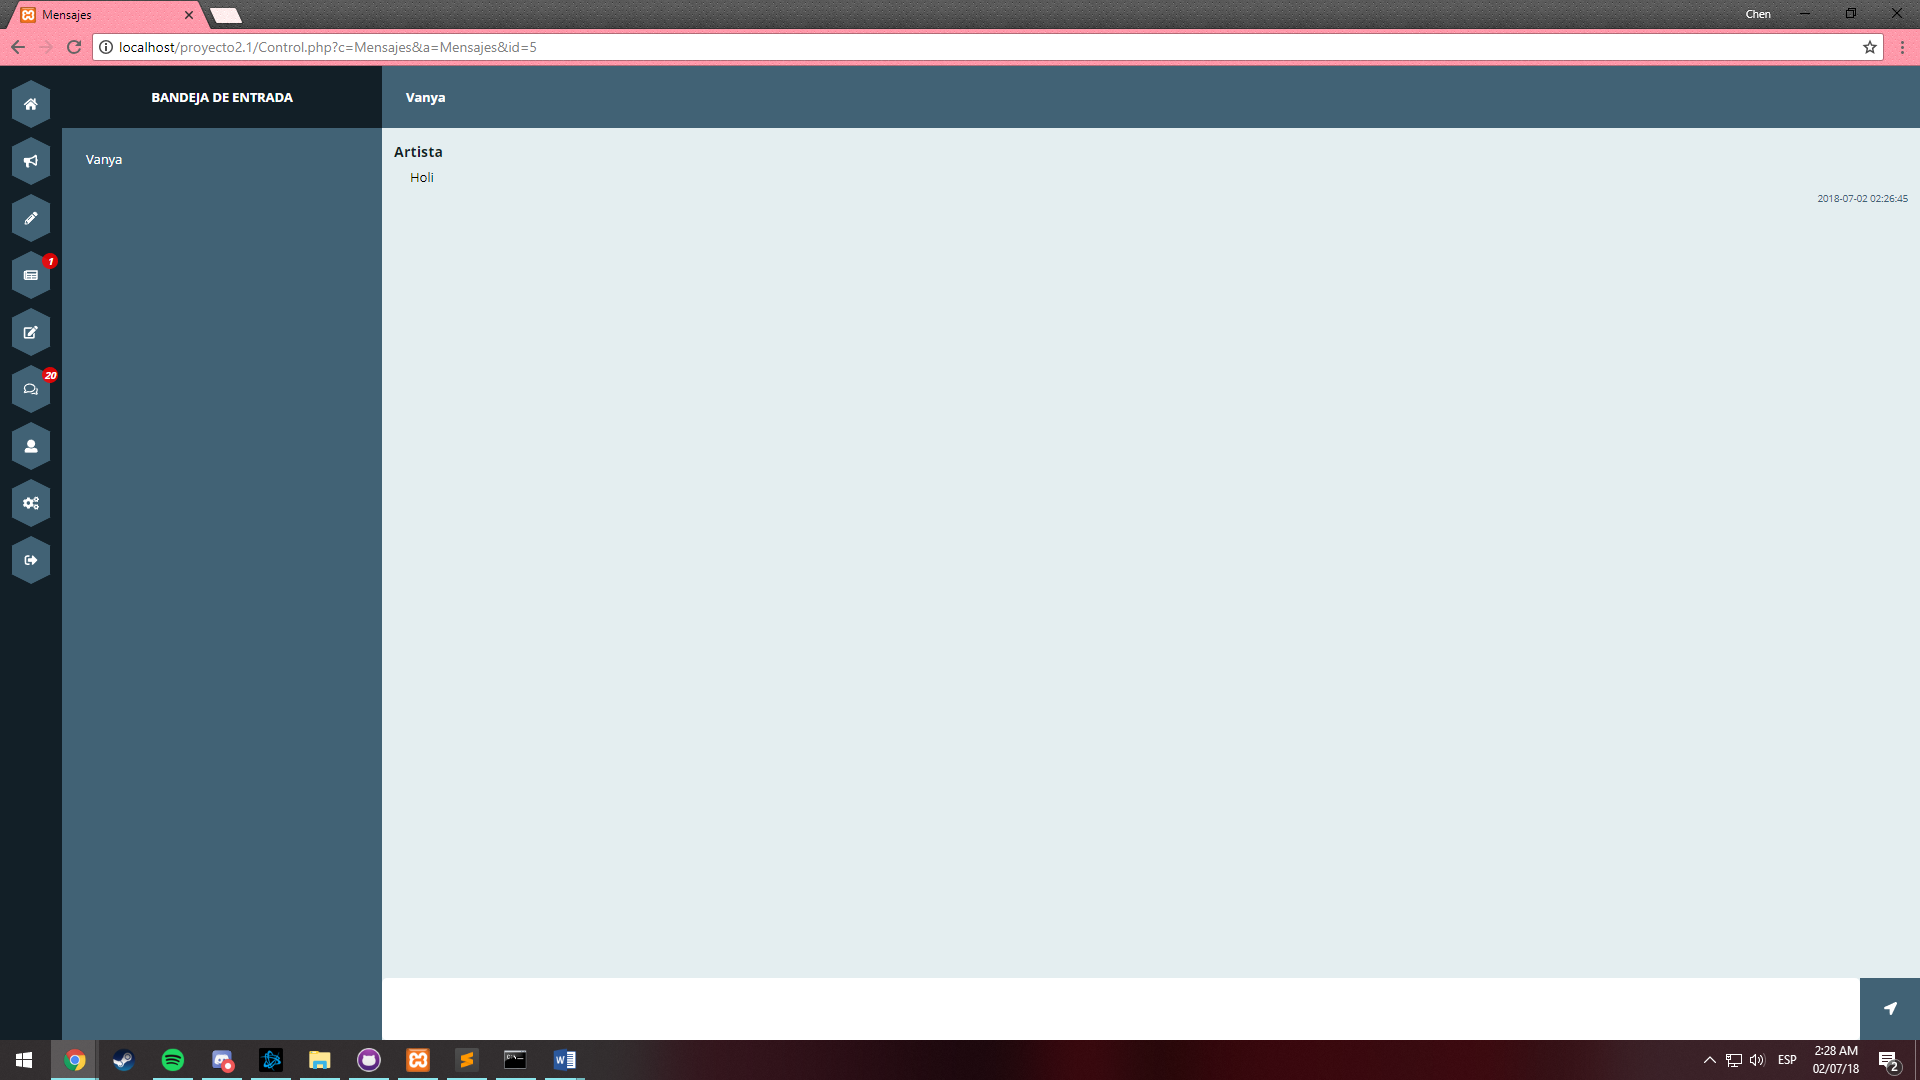 Mensajes
Chen
localhost/proyecto2.1/Control.php?c=Mensajes&a=Mensajes&id=5
BANDEJA DE ENTRADA
Vanya
Vanya
Artista
Holi
2018-07-02 02:26:45
1
20
ESP
2:28 AM
02/07/18
2